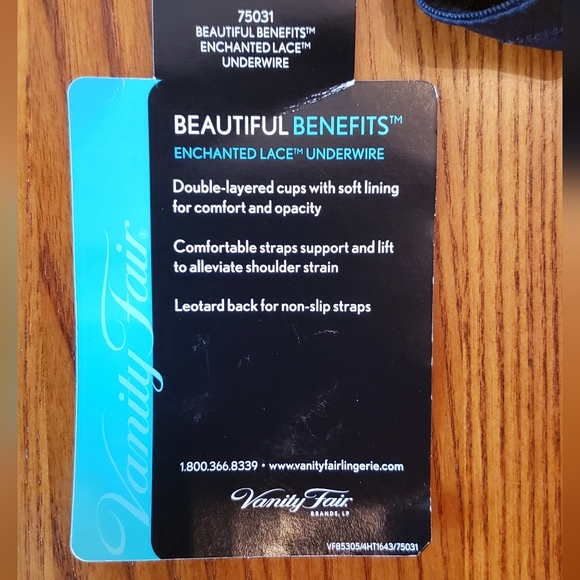 75031
BEAUTIFUL BENEFITS™
ENCHANTED LACE™
UNDERWIRE
BEAUTIFUL BENEFITS™
ENCHANTED LACE™ UNDERWIRE
Double-layered cups with soft lining
for comfort and opacity
Comfortable straps support and lift
to alleviate shoulder strain
Leotard back for non-slip straps
Vanity Fair®
1.800.366.8339 • www.vanityfairlingerie.com
Vanity Fair
BRANDS, LP
VF85305/4HT1643/75031